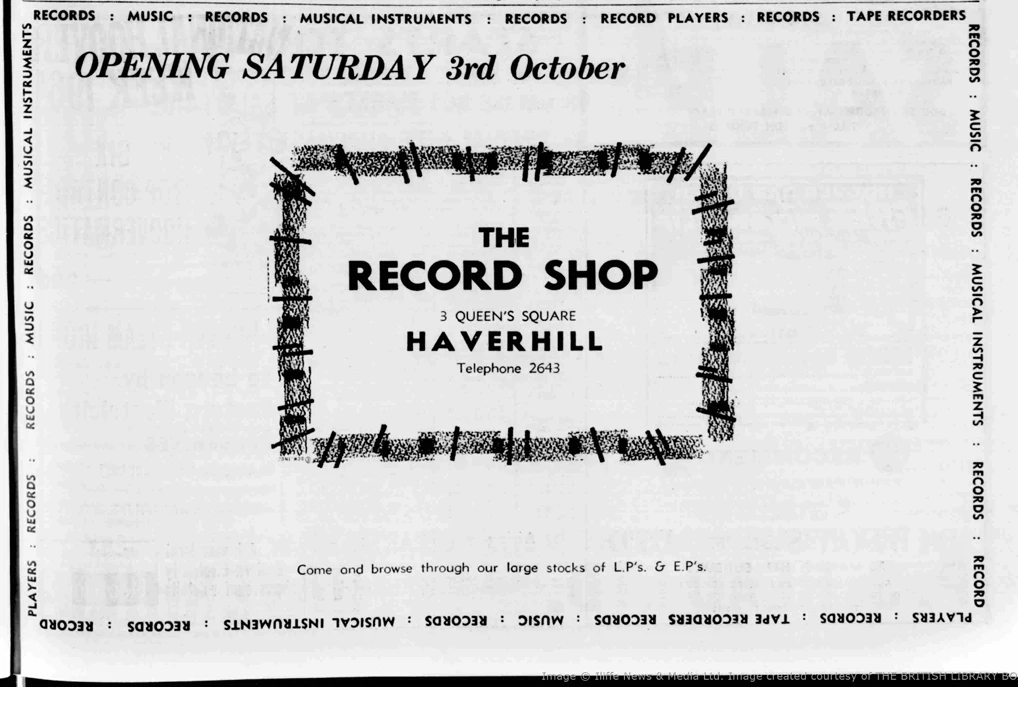 RECORDS : MUSIC : RECORDS : MUSICAL INSTRUMENTS : RECORDS : RECORD PLAYERS : RECORDS : TAPE RECORDERS
RECORDS : MUSIC : RECORDS : MUSICAL INSTRUMENTS : RECORDS : RECORD
PLAYERS : RECORDS : TAPE RECORDERS RECORDS : MUSIC : RECORDS : MUSICAL INSTRUMENTS : RECORDS : RECORD
PLAYERS : RECORDS : RECORDS : MUSIC : RECORDS : MUSICAL INSTRUMENTS
OPENING SATURDAY 3rd October
THE
RECORD SHOP
3 QUEEN'S SQUARE
HAVERHILL
Telephone 2643
Come and browse through our large stocks of L.P's. & E.P's.
Image © Iliffe News & Media Ltd. Image created courtesy of THE BRITISH LIBRARY BO